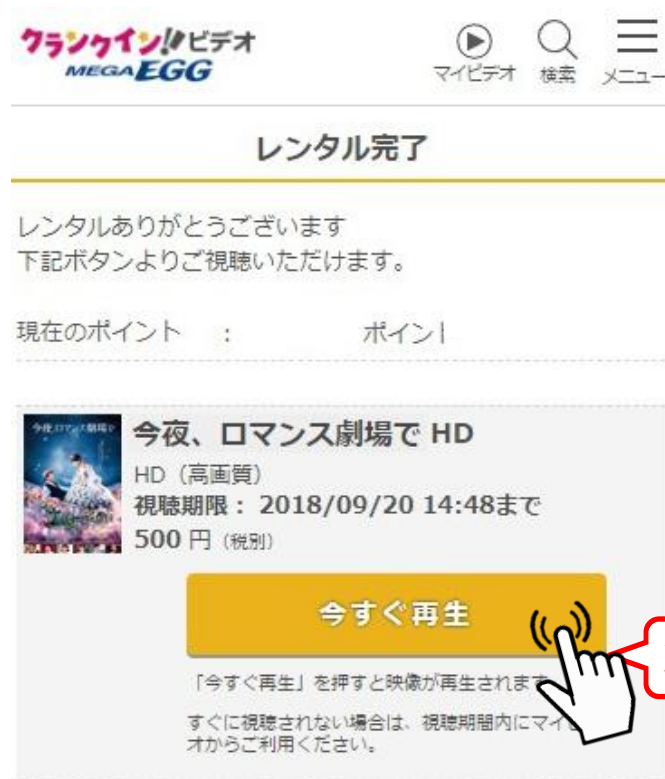 クランクイン!!ビデオ
MEGA EGG
マイビデオ 検索 メニュー
レンタル完了
レンタルありがとうございます
下記ボタンよりご視聴いただけます。
現在のポイント : ポイン
今夜、ロマンス劇場で HD
HD(高画質)
視聴期限: 2018/09/20 14:48まで
500 円(税別)
今すぐ再生
「今すぐ再生」を押すと映像が再生されます
すぐに視聴されない場合は、視聴期間内にマイ
オからご利用ください。